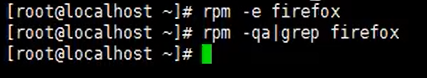 [root@localhost ~]# rpm -e firefox
[root@localhost ~]# rpm -qa|grep firefox
[root@localhost ~]#